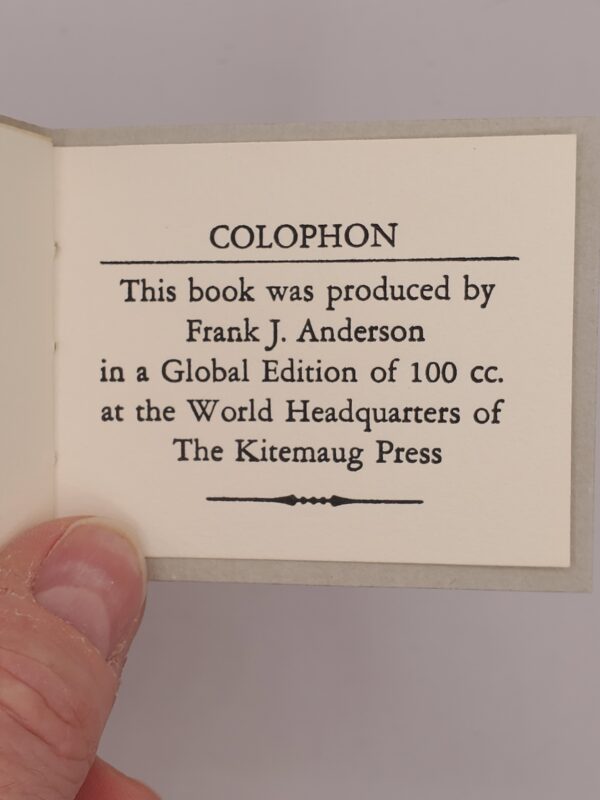 COLOPHON
This book was produced by
Frank J. Anderson
in a Global Edition of 100 cc.
at the World Headquarters of
The Kitemaug Press